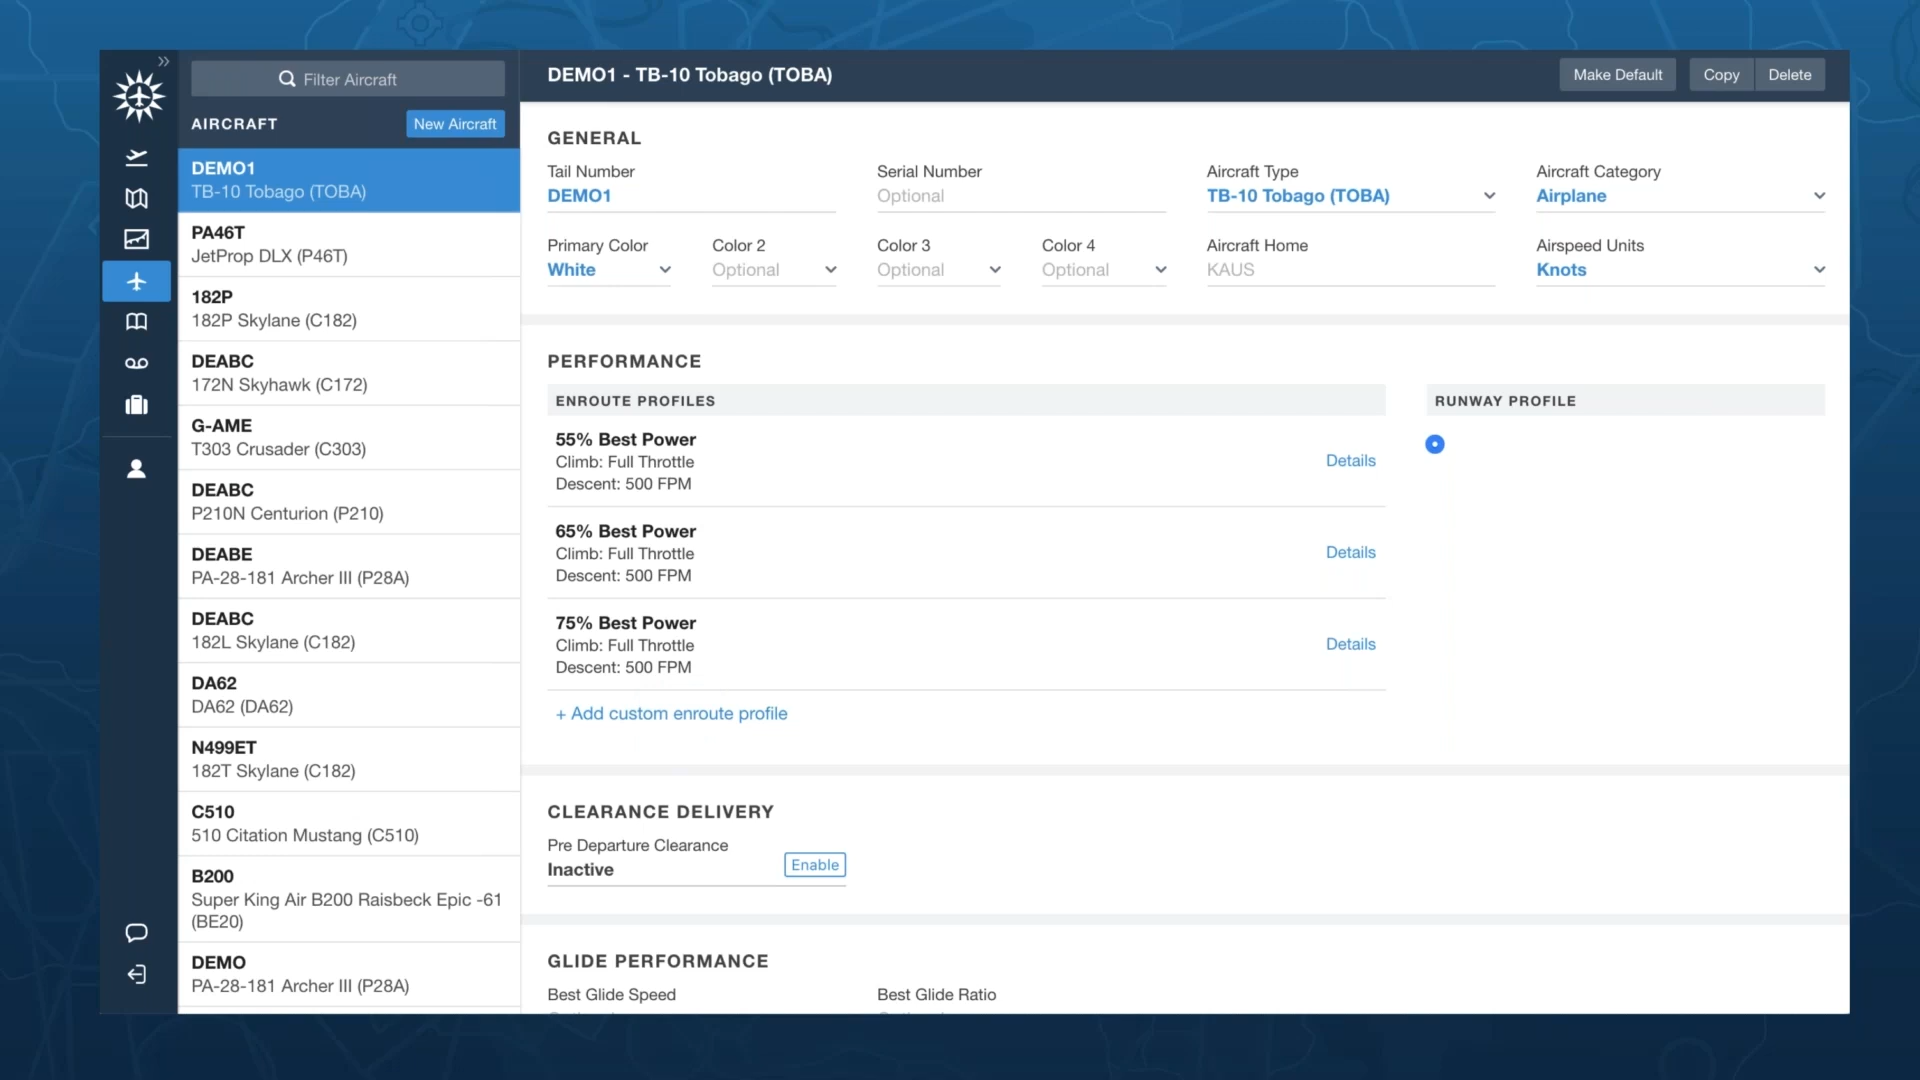 Filter Aircraft
AIRCRAFT
New Aircraft
DEMO1
TB-10 Tobago (TOBA)
PA46T
JetProp DLX (P46T)
182P
182P Skylane (C182)
DEABC
172N Skyhawk (C172)
G-AME
T303 Crusader (C303)
DEABC
P210N Centurion (P210)
DEABE
PA-28-181 Archer III (P28A)
DEABC
182L Skylane (C182)
DA62
DA62 (DA62)
N499ET
182T Skylane (C182)
C510
510 Citation Mustang (C510)
B200
Super King Air B200 Raisbeck Epic -61
(BE20)
DEMO
PA-28-181 Archer III (P28A)
DEMO1 - TB-10 Tobago (TOBA)
Make Default
Copy
Delete
GENERAL
Tail Number
DEMO1
Serial Number
Optional
Aircraft Type
TB-10 Tobago (TOBA)
Aircraft Category
Airplane
Primary Color
White
Color 2
Optional
Color 3
Optional
Color 4
Optional
Aircraft Home
KAUS
Airspeed Units
Knots
PERFORMANCE
ENROUTE PROFILES
55% Best Power
Climb: Full Throttle
Descent: 500 FPM
Details
65% Best Power
Climb: Full Throttle
Descent: 500 FPM
Details
75% Best Power
Climb: Full Throttle
Descent: 500 FPM
Details
+ Add custom enroute profile
RUNWAY PROFILE
CLEARANCE DELIVERY
Pre Departure Clearance
Inactive
Enable
GLIDE PERFORMANCE
Best Glide Speed
Best Glide Ratio